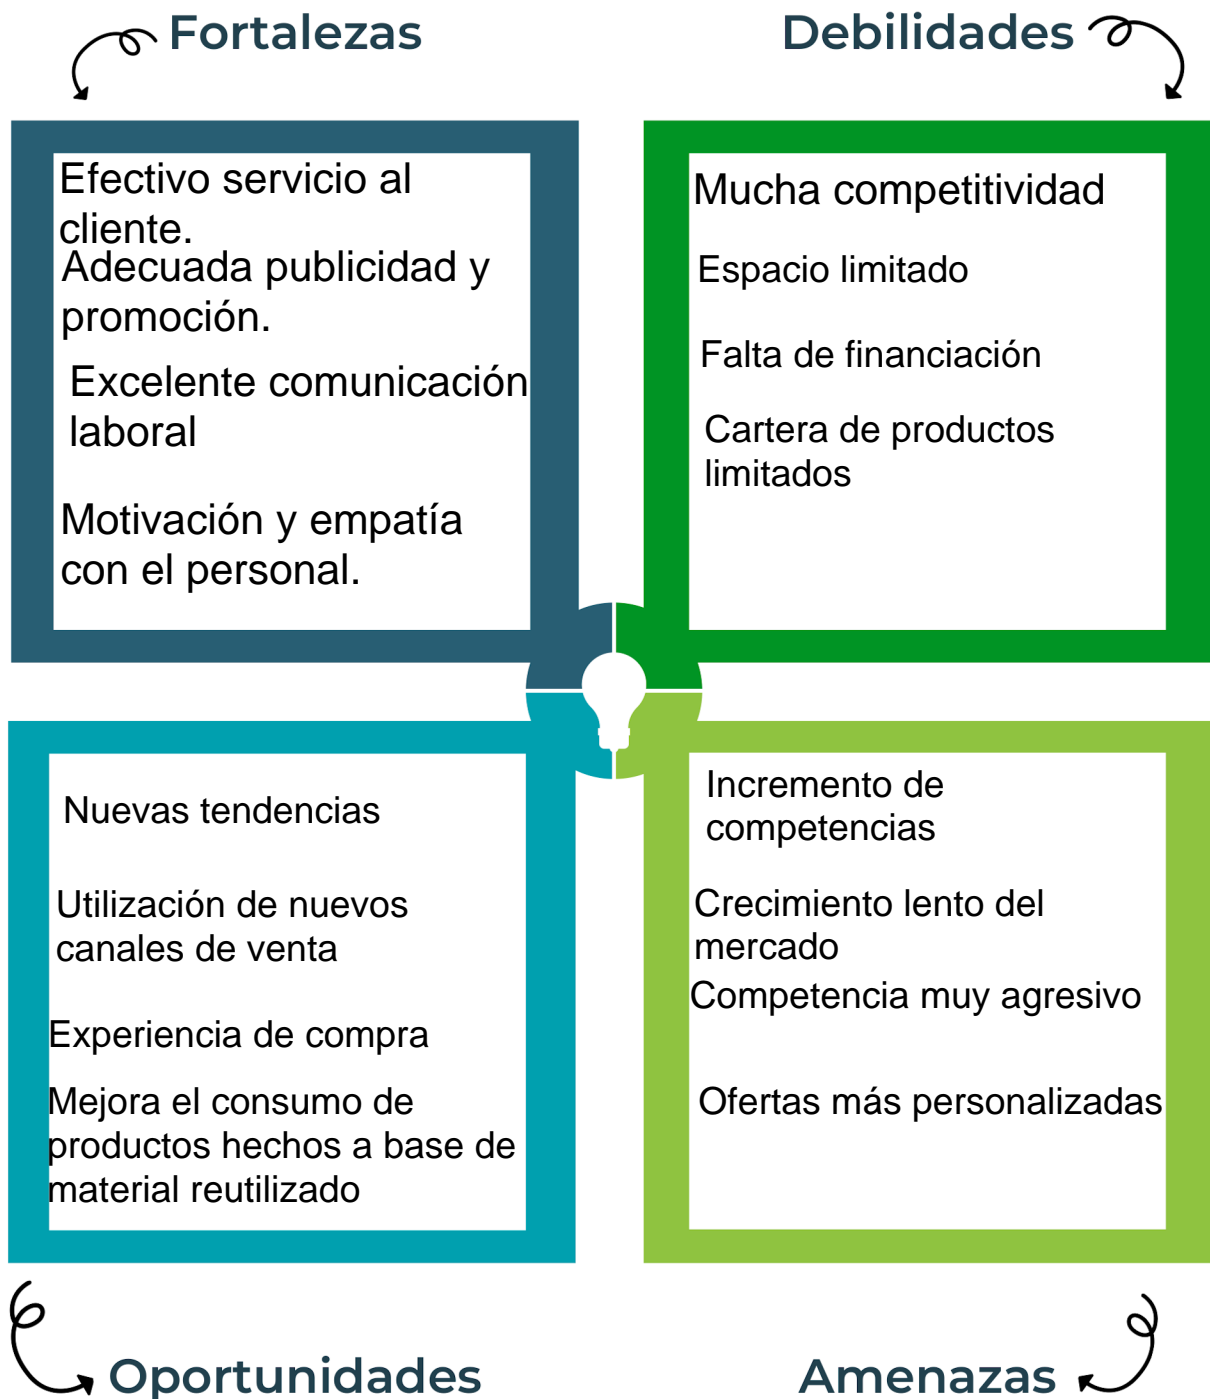 Fortalezas
Efectivo servicio al
cliente.
Adecuada publicidad y
promoción.
Excelente comunicación
laboral
Motivación y empatía
con el personal.
Debilidades
Mucha competitividad
Espacio limitado
Falta de financiación
Cartera de productos
limitados
Nuevas tendencias
Utilización de nuevos
canales de venta
Experiencia de compra
Mejora el consumo de
productos hechos a base de
material reutilizado
Oportunidades
Incremento de
competencias
Crecimiento lento del
mercado
Competencia muy agresivo
Ofertas más personalizadas
Amenazas